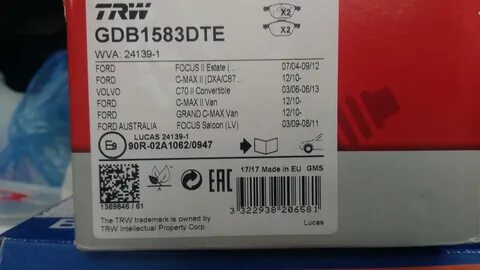 TRW
X2
X2
GDB1583DTE
WVA: 24139-1
FORD FOCUS II Estate (.. 07/04-09/12
FORD C-MAX II (DXA/CB7.. 12/10-
VOLVO C70 II Convertible 03/06-06/13
FORD C-MAX II Van 12/10-
FORD GRAND C-MAX Van 12/10-
FORD AUSTRALIA FOCUS Saloon (LV) 03/09-08/11
LUCAS 24139-1
E9 90R-02A1062/0947
17/17 Made in EU GMS
EAC
1369846 / 61
3 322938 206581
The TRW trademark is owned by
TRW Intellectual Property Corp.
Lucas